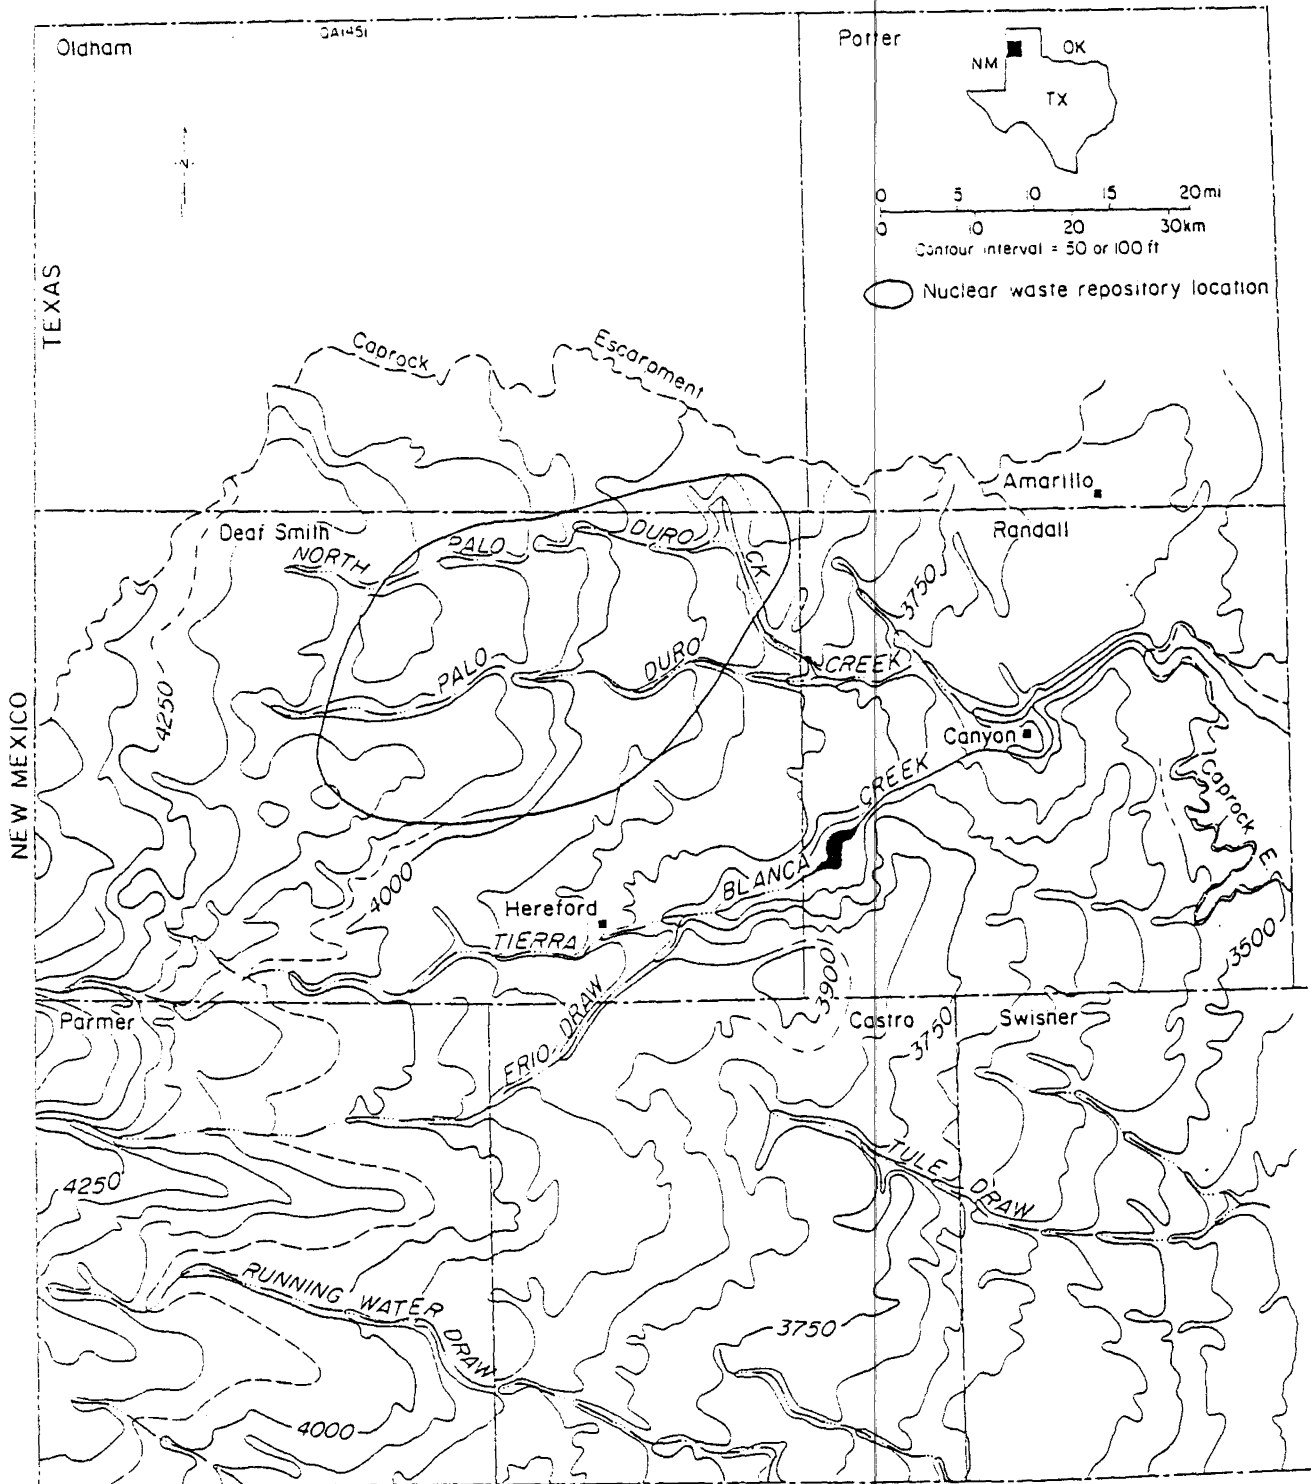 Oldham
GA1451
Potter
NM
OK
TX
N
0 5 10 15 20 mi
0 10 20 30 km
Contour interval = 50 or 100 ft
Nuclear waste repository location
TEXAS
NEW MEXICO
Caprock
Escarpment
Amarillo
Deaf Smith
Randall
NORTH PALO DURO CK
3750
PALO DURO CREEK
4250
Canyon
Caprock E
4000
Hereford
TIERRA BLANCA CREEK
3500
3900
Parmer
FRIO DRAW
Castro
3750
Swisher
TULE DRAW
4250
RUNNING WATER DRAW
3750
4000